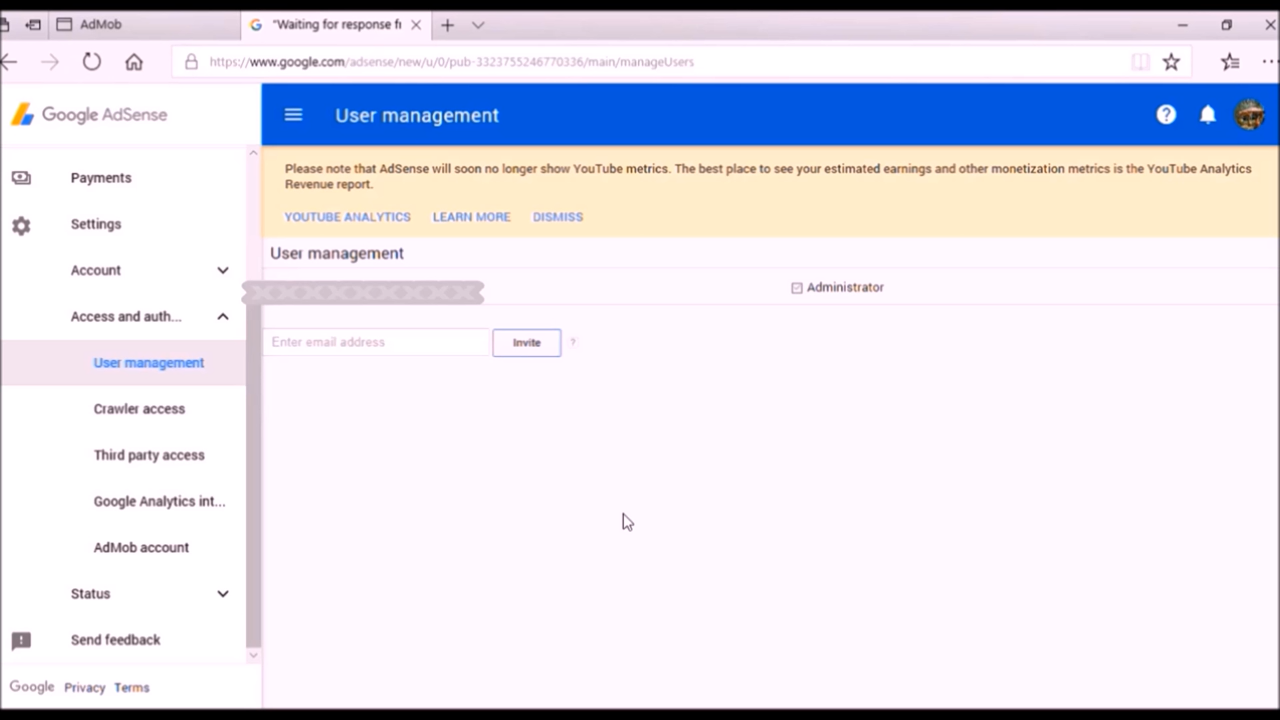 AdMob
"Waiting for response fr
https://www.google.com/adsense/new/u/0/pub-3323755246770336/main/manageUsers
Google AdSense
User management
Payments
Settings
Account
Access and auth...
User management
Crawler access
Third party access
Google Analytics int...
AdMob account
Status
Send feedback
Google Privacy Terms
Please note that AdSense will soon no longer show YouTube metrics. The best place to see your estimated earnings and other monetization metrics is the YouTube Analytics
Revenue report.
YOUTUBE ANALYTICS LEARN MORE DISMISS
User management
Administrator
Enter email address Invite ?